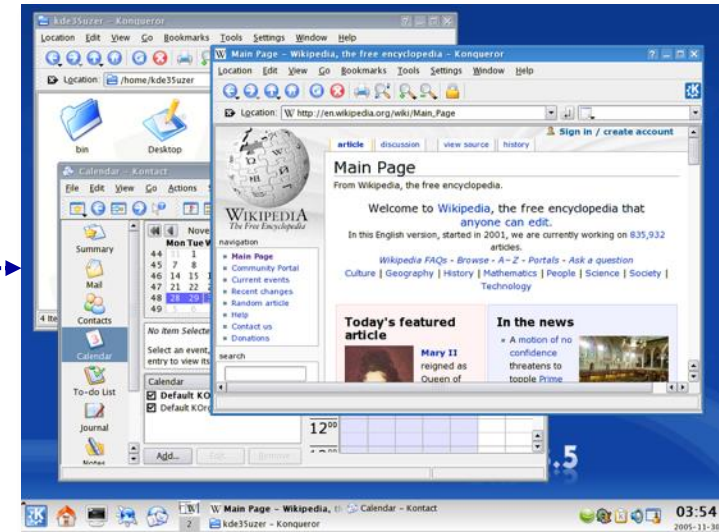 kde35uzer - Konqueror
Location Edit View Go Bookmarks Tools Settings Window Help
Location: /home/kde35uzer
bin
Desktop
Calendar - Kontact
File Edit View Go Actions
Summary
Mail
Contacts
Calendar
To-do List
Journal
Notes
Mon Tue
44 31 1
45 7 8
46 14 15
47 21 22
48 28 29
49
No Item Selected
Select an event,
entry to view its
Calendar
Default
Default
Add...
12⁰⁰
Main Page - Wikipedia, the free encyclopedia - Konqueror
Location Edit View Go Bookmarks Tools Settings Window Help
Location: http://en.wikipedia.org/wiki/Main_Page
Sign in / create account
article discussion view source history
WIKIPEDIA
The Free Encyclopedia
navigation
Main Page
Community Portal
Current events
Recent changes
Random article
Help
Contact us
Donations
search
Main Page
From Wikipedia, the free encyclopedia.
Welcome to Wikipedia, the free encyclopedia that
anyone can edit.
In this English version, started in 2001, we are currently working on 835,932
articles.
Wikipedia FAQs - Browse - A-Z - Portals - Ask a question
Culture | Geography | History | Mathematics | People | Science | Society |
Technology
Today's featured
article
Mary II
reigned as
Queen of
In the news
A motion of no
confidence
threatens to
topple Prime
.5
Main Page - Wikipedia,
Calendar - Kontact
2
kde35uzer - Konqueror
03:54
2005-11-30